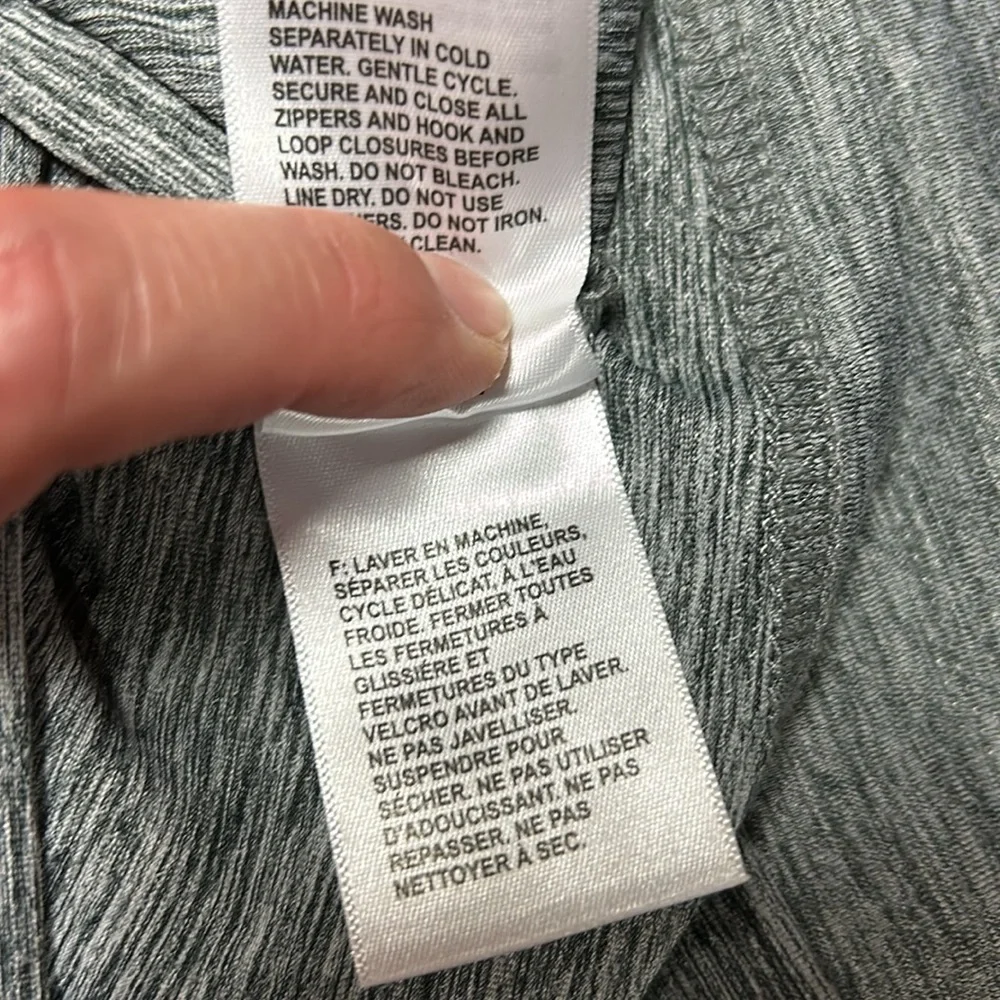 MACHINE WASH
SEPARATELY IN COLD
WATER. GENTLE CYCLE.
SECURE AND CLOSE ALL
ZIPPERS AND HOOK AND
LOOP CLOSURES BEFORE
WASH. DO NOT BLEACH.
LINE DRY. DO NOT USE
DO NOT IRON.
CLEAN.
F: LAVER EN MACHINE,
SÉPARER LES COULEURS,
CYCLE DÉLICAT, À L'EAU
FROIDE, FERMER TOUTES
LES FERMETURES À
GLISSIÈRE ET
FERMETURES DU TYPE
VELCRO AVANT DE LAVER.
NE PAS JAVELLISER.
SUSPENDRE POUR
SÉCHER. NE PAS UTILISER
D'ADOUCISSANT, NE PAS
REPASSER, NE PAS
NETTOYER À SEC.